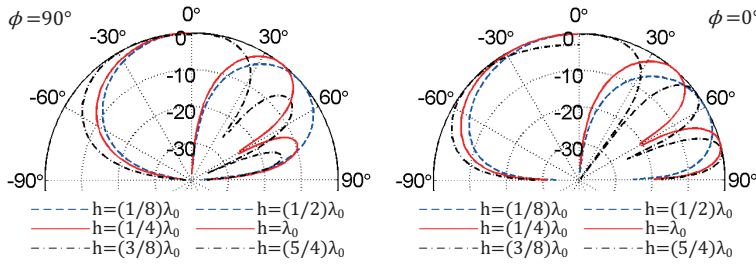 ϕ=90°
0°
-30°
30°
-60°
60°
-90°
90°
0
-10
-20
-30
h=(1/8)λ₀
h=(1/2)λ₀
h=(1/4)λ₀
h=λ₀
h=(3/8)λ₀
h=(5/4)λ₀
ϕ=0°
0°
-30°
30°
-60°
60°
-90°
90°
0
-10
-20
-30
h=(1/8)λ₀
h=(1/2)λ₀
h=(1/4)λ₀
h=λ₀
h=(3/8)λ₀
h=(5/4)λ₀